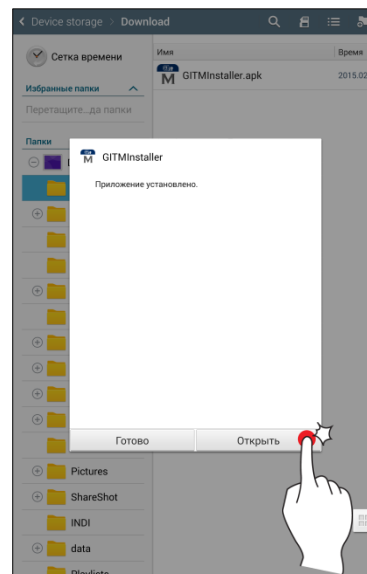 Device storage > Download
Сетка времени
Имя
Время
GITMInstaller.apk
2015.02
Избранные папки
Перетащите...да папки
Папки
GITMInstaller
Приложение установлено.
Готово
Открыть
Pictures
ShareShot
INDI
data
Playlists